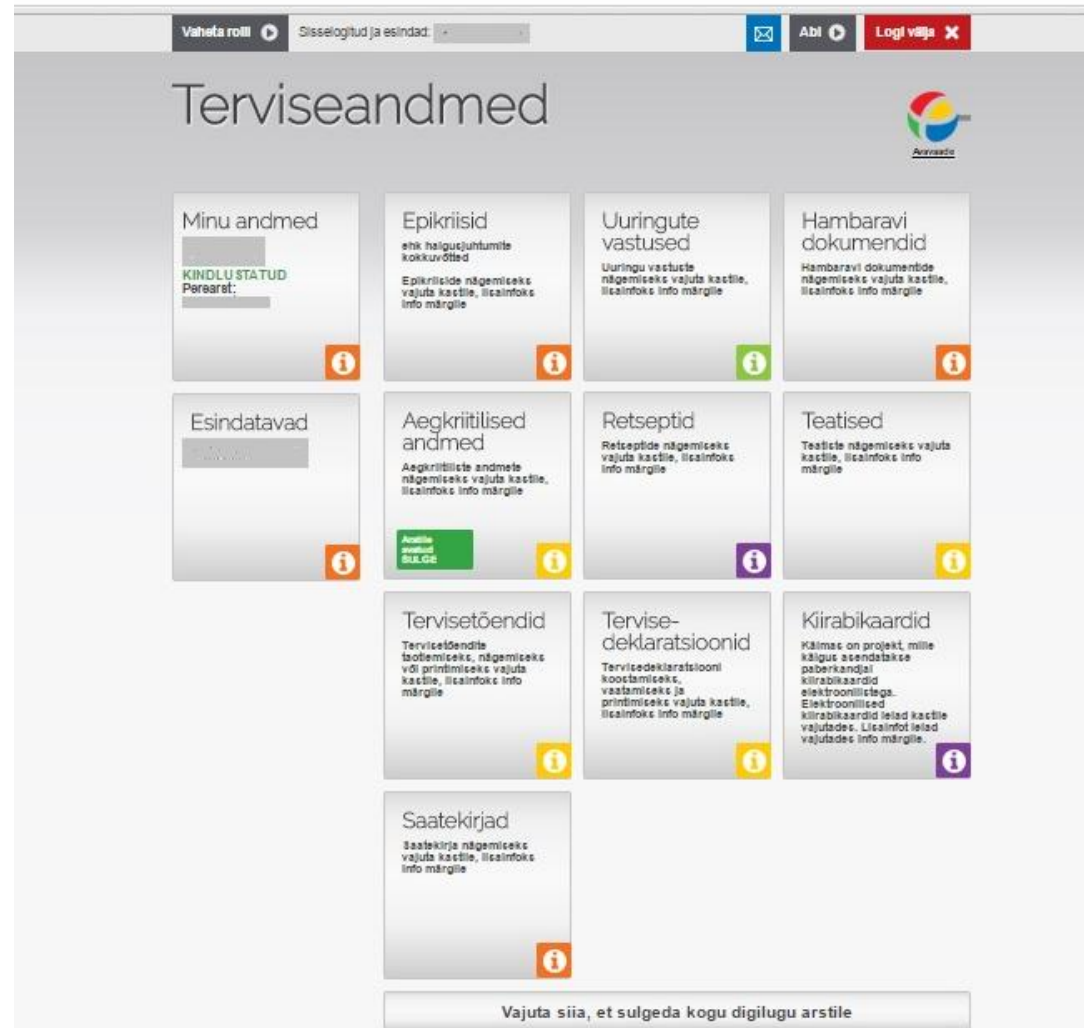 Vaheta rolli
Sisselogitud ja esindad:
Abi
Logi välja
Terviseandmed
Avavaade
Minu andmed
KINDLUSTATUD
Perearst:
Epikriisid
ehk haigusjuhtumite
kokkuvõtted
Epikriiside nägemiseks
vajuta kastile, lisainfoks
info märgile
Uuringute
vastused
Uuringu vastuste
nägemiseks vajuta kastile,
lisainfoks info märgile
Hambaravi
dokumendid
Hambaravi dokumentide
nägemiseks vajuta kastile,
lisainfoks info märgile
Esindatavad
Aegkriitilised
andmed
Aegkriitiliste andmete
nägemiseks vajuta kastile,
lisainfoks info märgile
Arstile
avatud
SULGE
Retseptid
Retseptide nägemiseks
vajuta kastile, lisainfoks
info märgile
Teatised
Teatiste nägemiseks vajuta
kastile, lisainfoks info
märgile
Tervisetõendid
Tervisetõendite
taotlemiseks, nägemiseks
või printimiseks vajuta
kastile, lisainfoks info
märgile
Tervise-
deklaratsioonid
Tervisedeklaratsiooni
koostamiseks,
vaatamiseks ja
printimiseks vajuta kastile,
lisainfoks info märgile
Kiirabikaardid
Käimas on projekt, mille
käigus asendatakse
paberkandjal
kiirabikaardid
elektroonilistega.
Elektroonilised
kiirabikaardid leiad kastile
vajutades. Lisainfot leiad
vajutades info märgile.
Saatekirjad
Saatekirja nägemiseks
vajuta kastile, lisainfoks
info märgile
Vajuta siia, et sulgeda kogu digilugu arstile